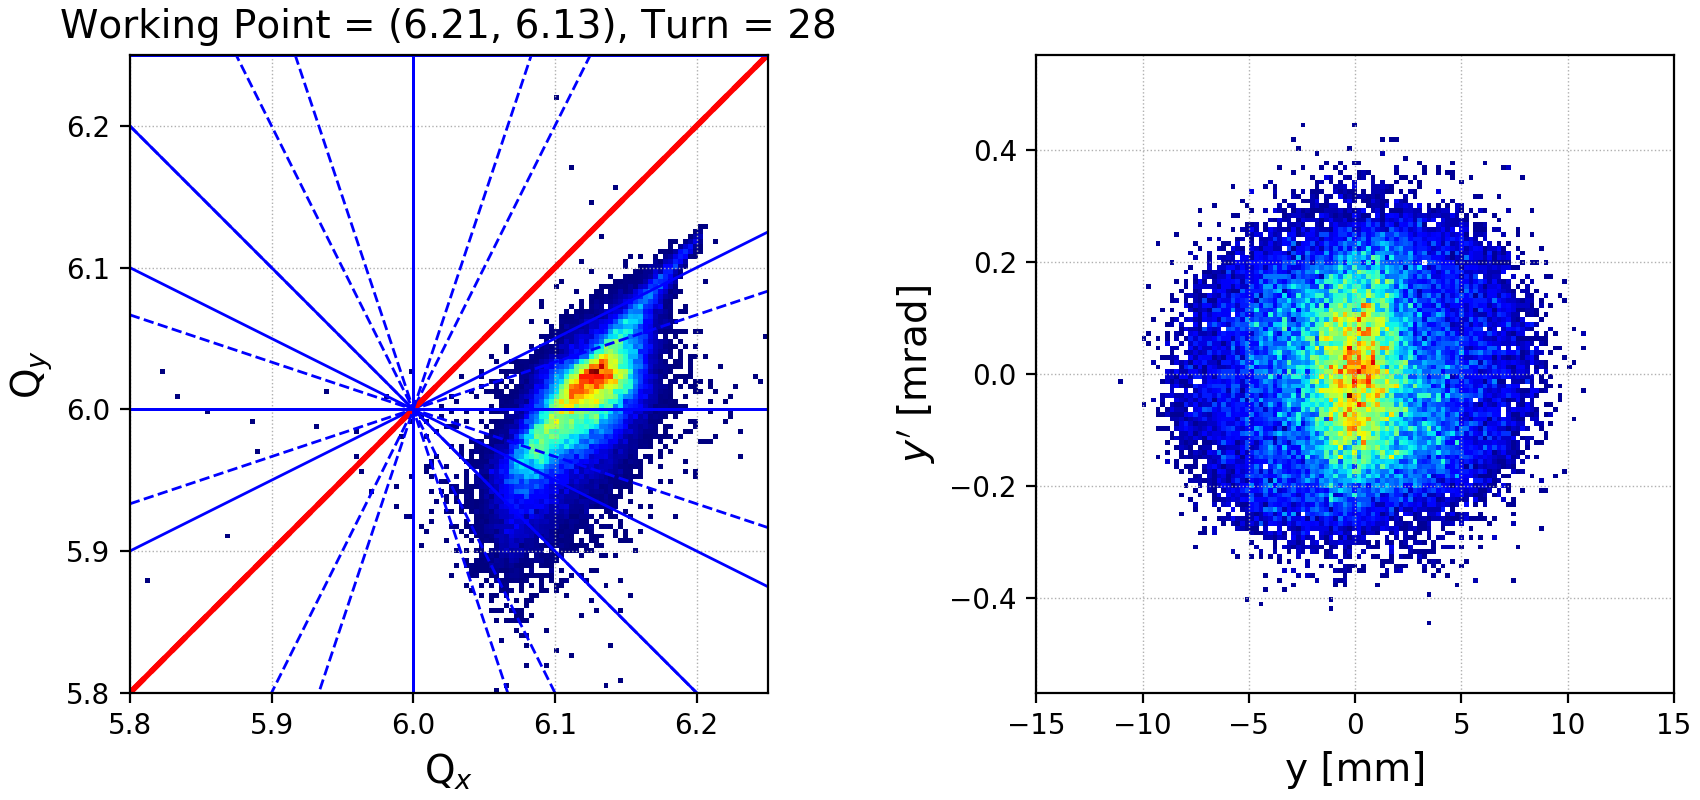 Working Point = (6.21, 6.13), Turn = 28
6.2
6.1
6.0
5.9
5.8
Q_y
5.8 5.9 6.0 6.1 6.2
Q_x
0.4
0.2
0.0
−0.2
−0.4
y′ [mrad]
−15 −10 −5 0 5 10 15
y [mm]